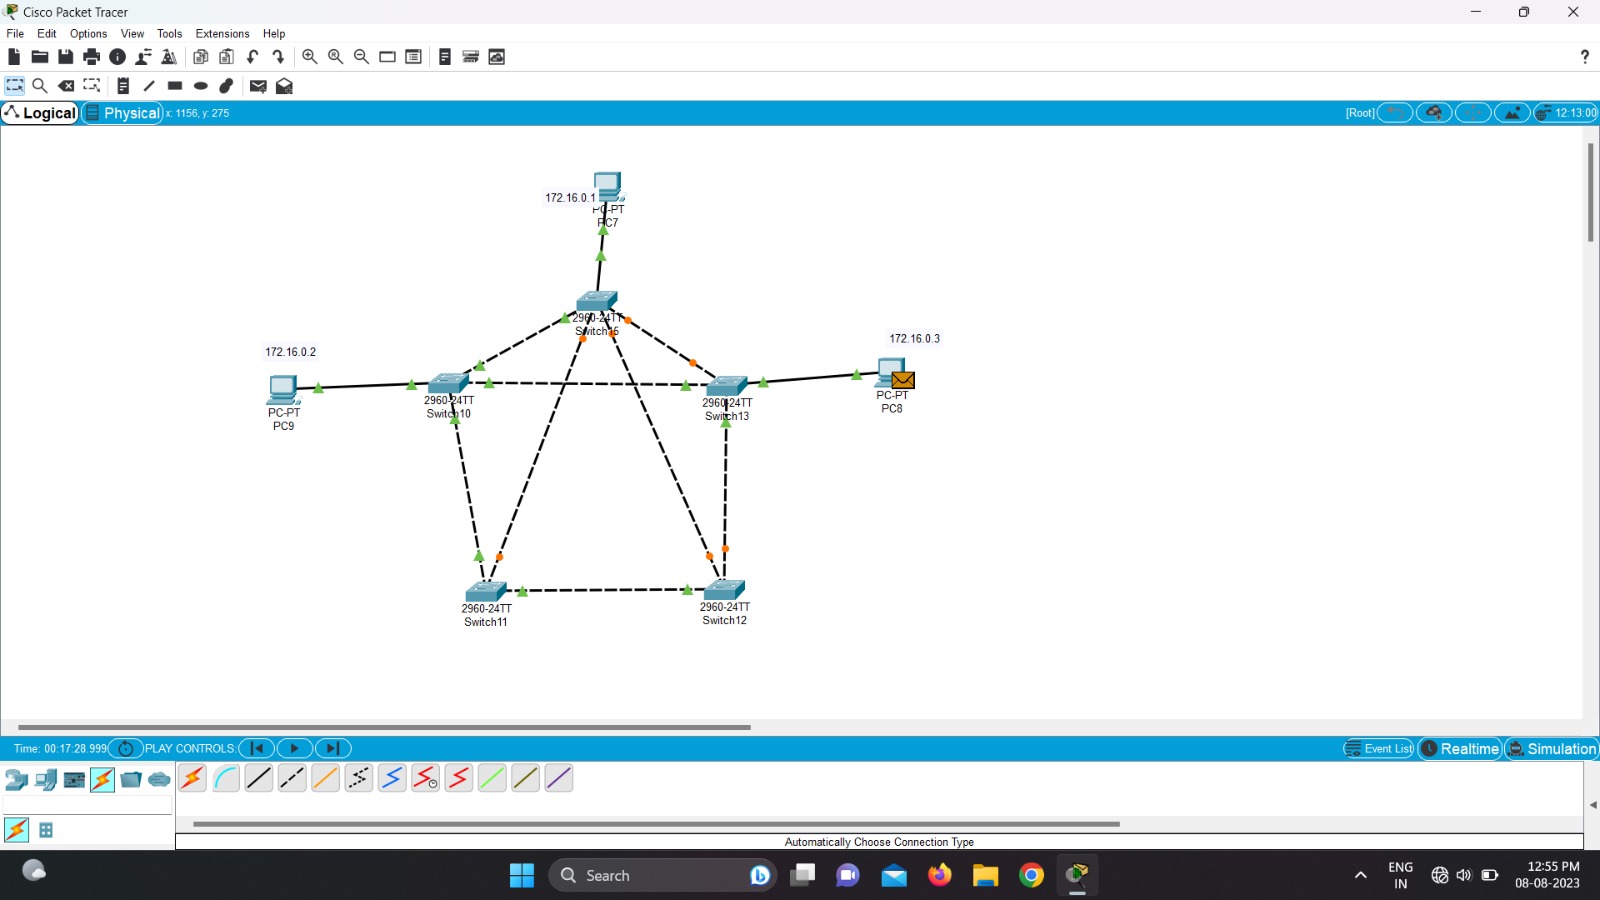 Cisco Packet Tracer
File Edit Options View Tools Extensions Help
?
Logical Physical x: 1156, y: 275 [Root] 12:13:00
172.16.0.1
PC-PT
PC7
2960-24TT
Switch15
172.16.0.3
172.16.0.2
PC-PT
PC8
2960-24TT
Switch10
2960-24TT
Switch13
PC-PT
PC9
2960-24TT
Switch11
2960-24TT
Switch12
Time: 00:17:28.999 PLAY CONTROLS: Event List Realtime Simulation
Automatically Choose Connection Type
Search
ENG
IN
12:55 PM
08-08-2023